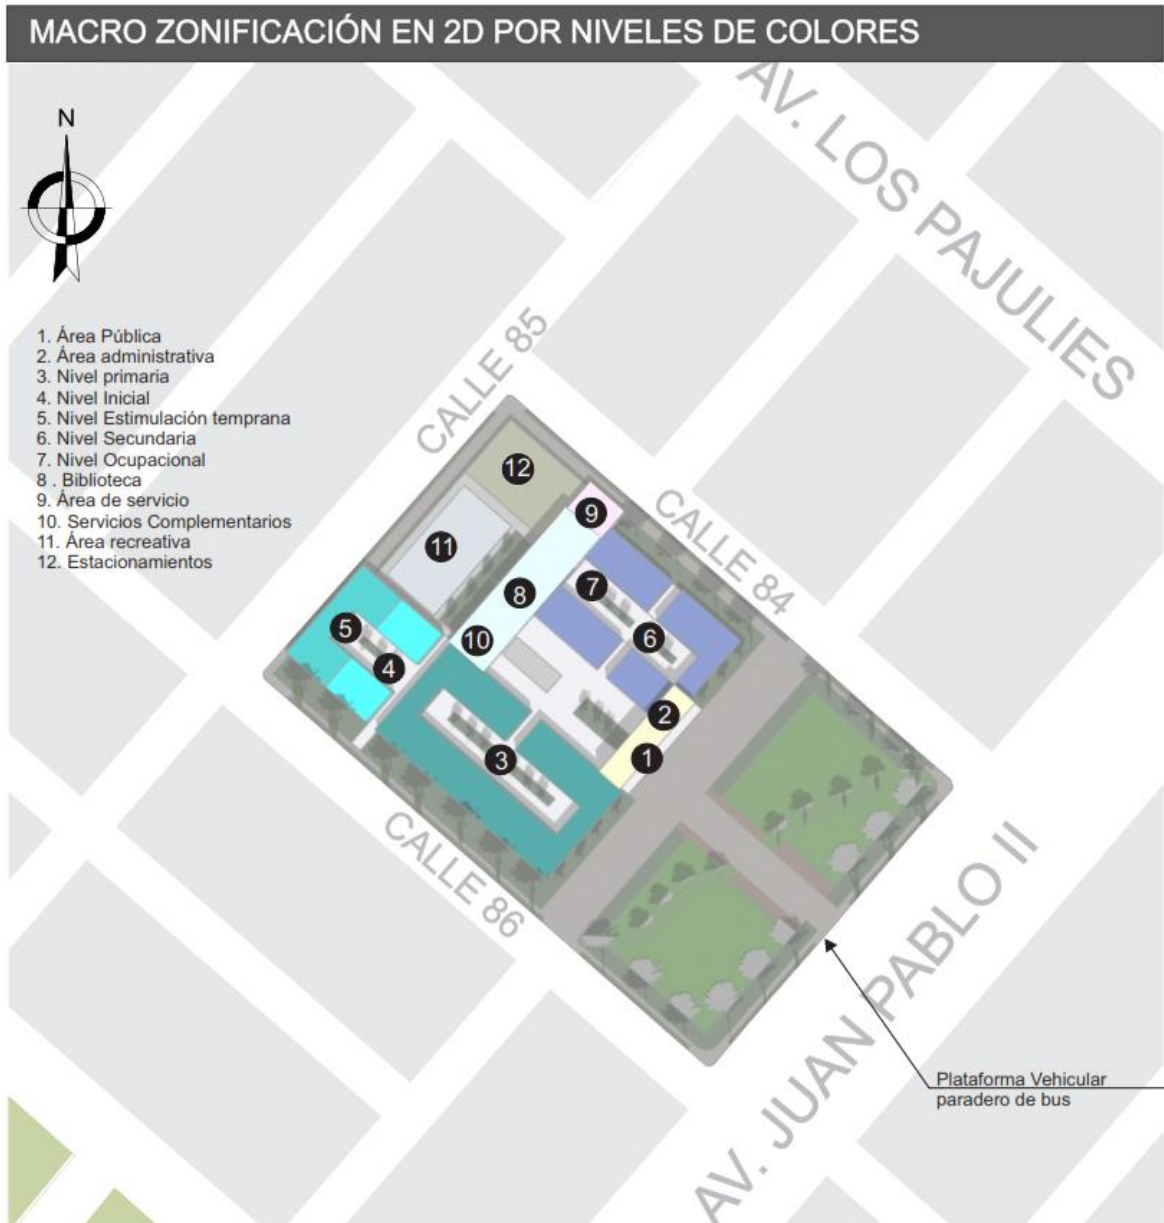 MACRO ZONIFICACIÓN EN 2D POR NIVELES DE COLORES
N
AV. LOS PAJULIES
1. Área Pública
2. Área administrativa
3. Nivel primaria
4. Nivel Inicial
5. Nivel Estimulación temprana
6. Nivel Secundaria
7. Nivel Ocupacional
8 . Biblioteca
9. Área de servicio
10. Servicios Complementarios
11. Área recreativa
12. Estacionamientos
CALLE 85
CALLE 84
12
9
11
7
8
5
6
10
4
2
3
1
CALLE 86
AV. JUAN PABLO II
Plataforma Vehicular
paradero de bus